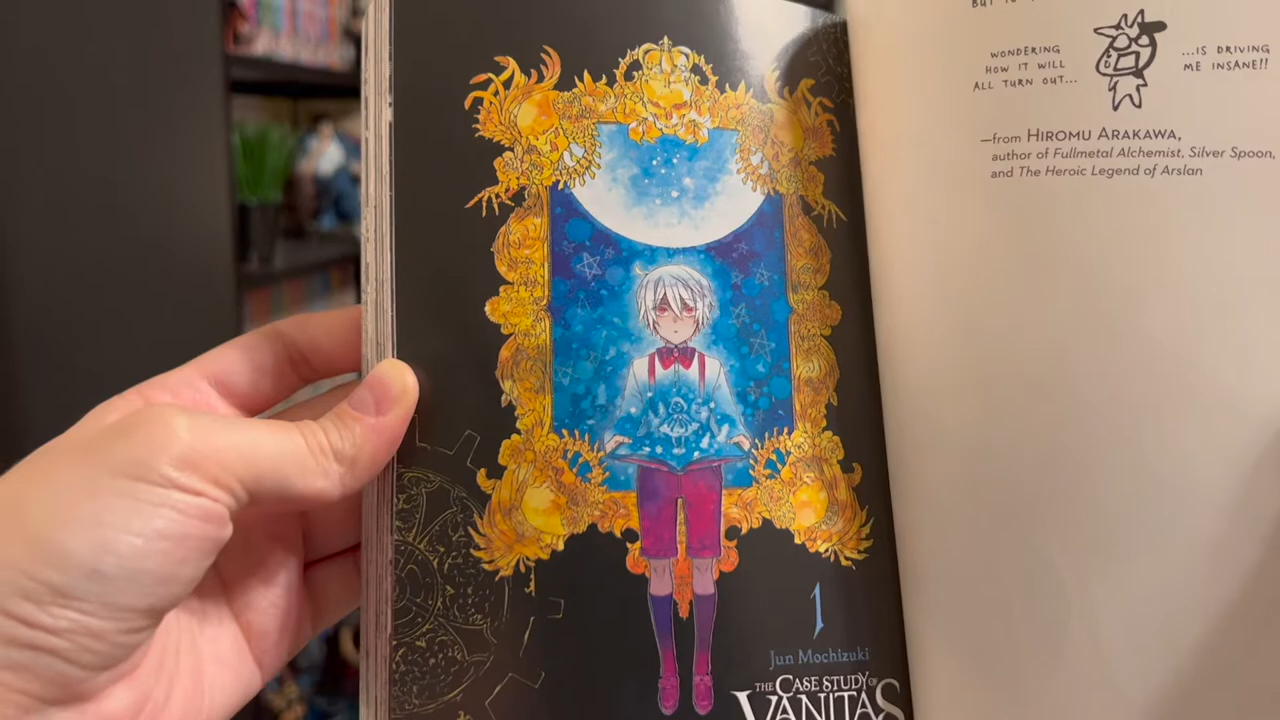 1
Jun Mochizuki
THE CASE STUDY OF
VANITAS
WONDERING
HOW IT WILL
ALL TURN OUT...
...IS DRIVING
ME INSANE!!
—from HIROMU ARAKAWA,
author of Fullmetal Alchemist, Silver Spoon,
and The Heroic Legend of Arslan